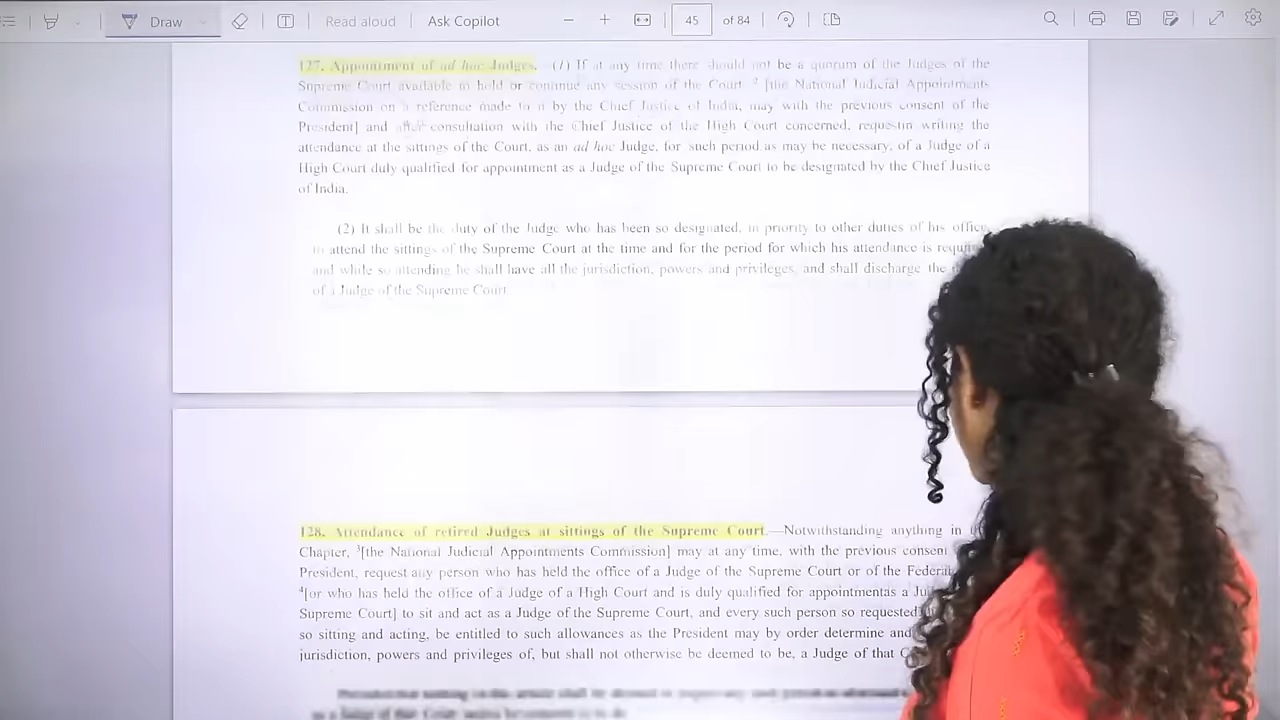 Draw
Read aloud
Ask Copilot
45 of 84
127. Appointment of ad hoc Judges. (1) If at any time there should not be a quorum of the Judges of the
Supreme Court available to hold or continue any session of the Court, 2 [the National Judicial Appointments
Commission on a reference made to it by the Chief Justice of India, may with the previous consent of the
President] and after consultation with the Chief Justice of the High Court concerned, requestin writing the
attendance at the sittings of the Court, as an ad hoc Judge, for such period as may be necessary, of a Judge of a
High Court duly qualified for appointment as a Judge of the Supreme Court to be designated by the Chief Justice
of India.
(2) It shall be the duty of the Judge who has been so designated, in priority to other duties of his office,
to attend the sittings of the Supreme Court at the time and for the period for which his attendance is
and while so attending he shall have all the jurisdiction, powers and privileges, and shall discharge the
of a Judge of the Supreme Court.
128. Attendance of retired Judges at sittings of the Supreme Court.—Notwithstanding anything in
Chapter, 3[the National Judicial Appointments Commission] may at any time, with the previous consent
President, request any person who has held the office of a Judge of the Supreme Court or of the
4[or who has held the office of a Judge of a High Court and is duly qualified for appointmentas a
Supreme Court] to sit and act as a Judge of the Supreme Court, and every such person so requested
so sitting and acting, be entitled to such allowances as the President may by order determine and
jurisdiction, powers and privileges of, but shall not otherwise be deemed to be, a Judge of that